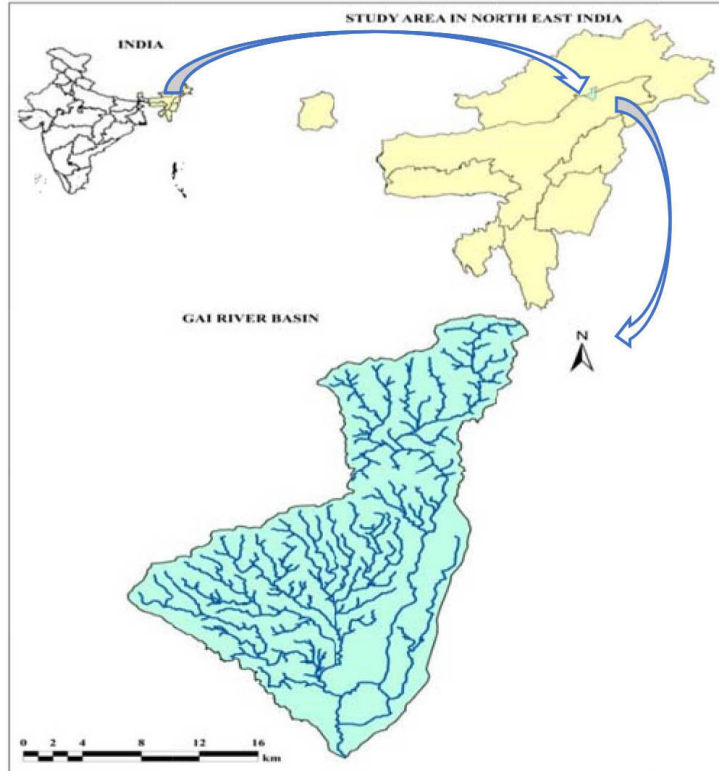 STUDY AREA IN NORTH EAST INDIA
INDIA
GAI RIVER BASIN
N
0 2 4 8 12 16
km